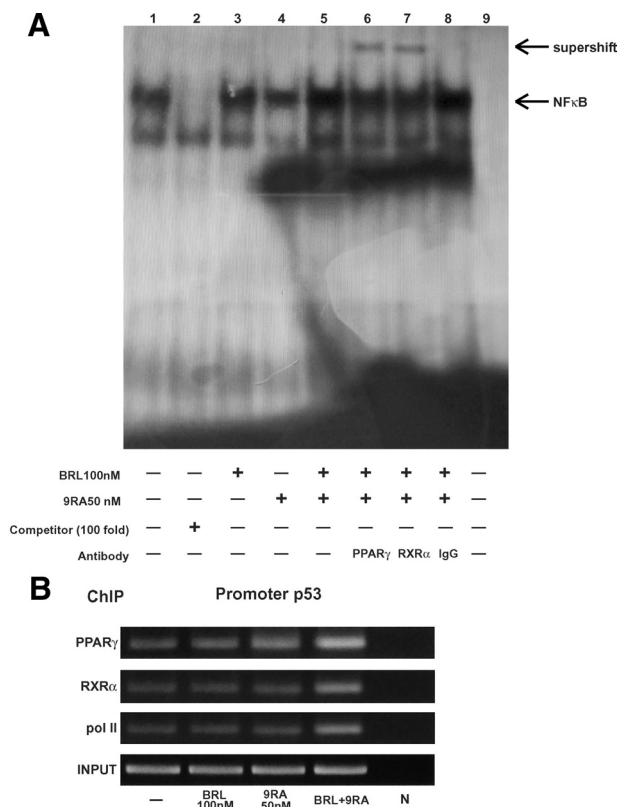 A
1 2 3 4 5 6 7 8 9
supershift
NFκB
BRL100nM — — + — + + + + —
9RA50 nM — — — + + + + + —
Competitor (100 fold) — + — — — — — — —
Antibody — — — — — PPARγ RXRα IgG —
B
ChIP Promoter p53
PPARγ
RXRα
pol II
INPUT
— BRL 9RA BRL+9RA N
100nM 50nM